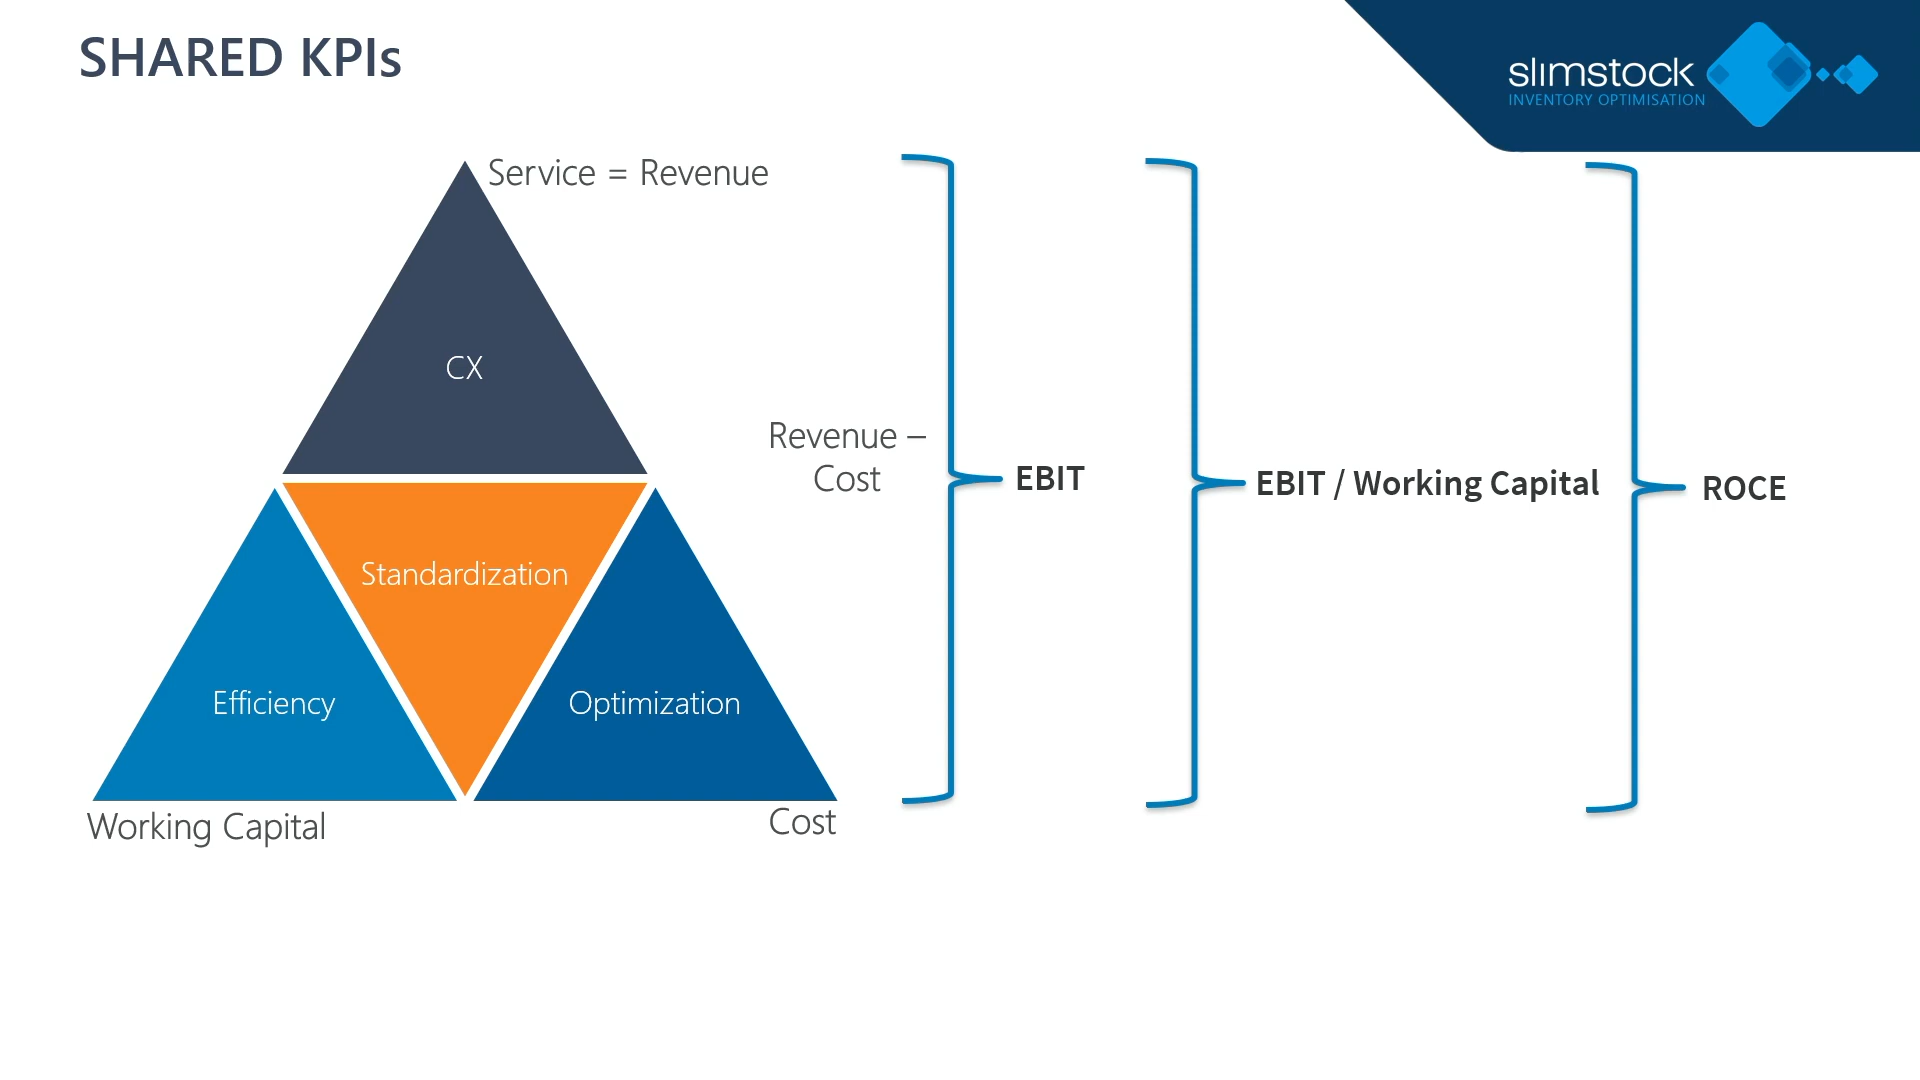 SHARED KPIs
slimstock
INVENTORY OPTIMISATION
Service = Revenue
CX
Revenue –
Cost
EBIT
EBIT / Working Capital
ROCE
Standardization
Efficiency
Optimization
Working Capital
Cost